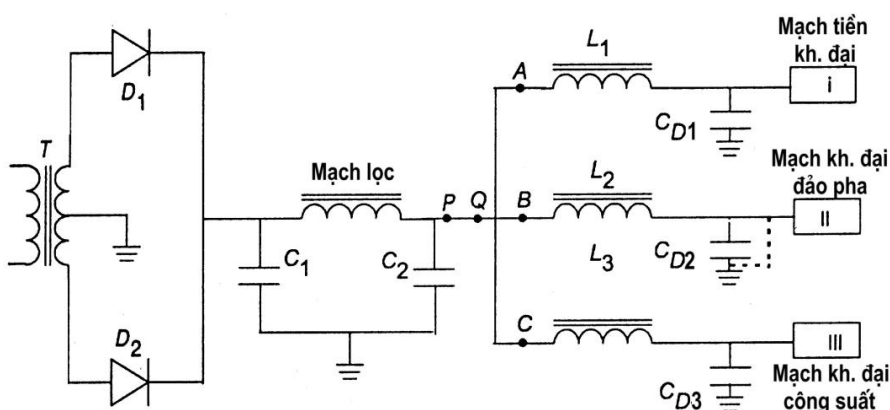 Mạch tiền
kh. đại
L1
A
i
D1
CD1
T
Mạch lọc
Mạch kh. đại
đảo pha
L2
P
Q
B
II
L3
C1
C2
CD2
C
III
D2
CD3
Mạch kh. đại
công suất